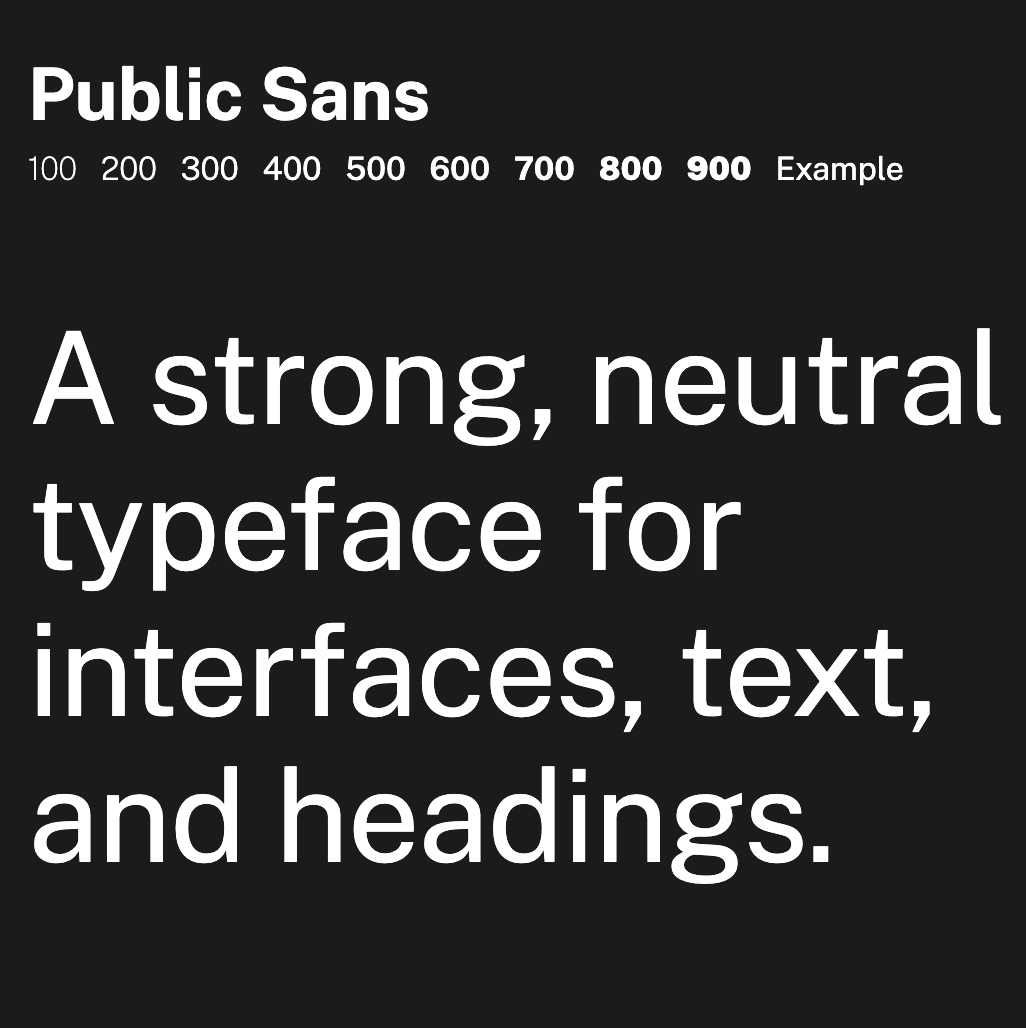 Public Sans
100 200 300 400 500 600 700 800 900 Example
A strong, neutral
typeface for
interfaces, text,
and headings.